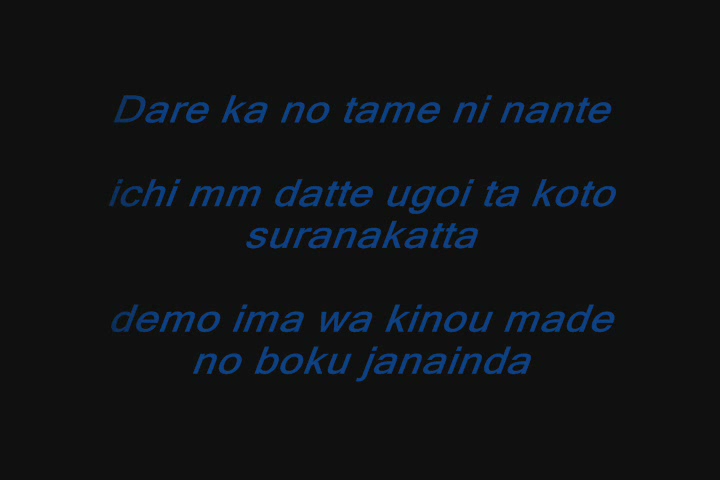 Dare ka no tame ni nante
ichi mm datte ugoi ta koto
suranakatta
demo ima wa kinou made
no boku janainda